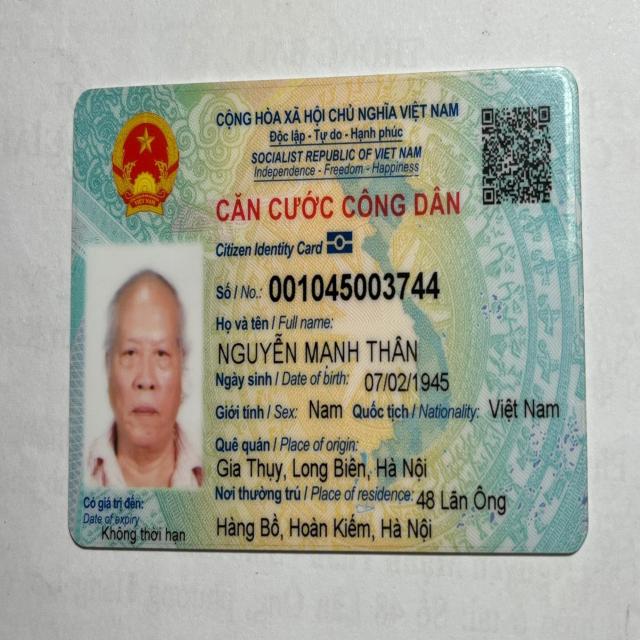 CỘNG HÒA XÃ HỘI CHỦ NGHĨA VIỆT NAM
Độc lập - Tự do - Hạnh phúc
SOCIALIST REPUBLIC OF VIET NAM
Independence - Freedom - Happiness
CĂN CƯỚC CÔNG DÂN
Citizen Identity Card
Số / No.: 001045003744
Họ và tên / Full name:
NGUYỄN MẠNH THÂN
Ngày sinh / Date of birth: 07/02/1945
Giới tính / Sex: Nam Quốc tịch / Nationality: Việt Nam
Quê quán / Place of origin:
Gia Thụy, Long Biên, Hà Nội
Nơi thường trú / Place of residence: 48 Lãn Ông
Hàng Bồ, Hoàn Kiếm, Hà Nội
Có giá trị đến:
Date of expiry
Không thời hạn
VIỆT NAM